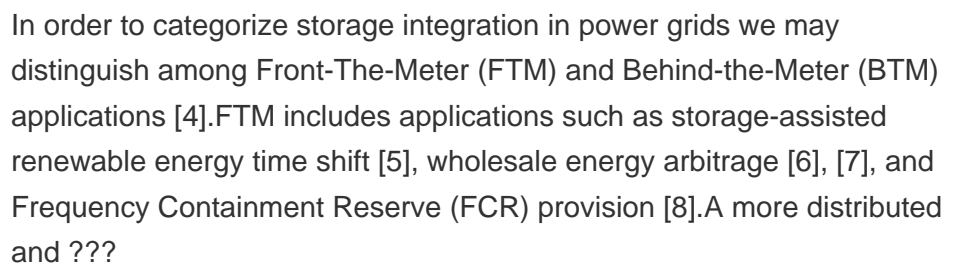 In order to categorize storage integration in power grids we may
distinguish among Front-The-Meter (FTM) and Behind-the-Meter (BTM)
applications [4].FTM includes applications such as storage-assisted
renewable energy time shift [5], wholesale energy arbitrage [6], [7], and
Frequency Containment Reserve (FCR) provision [8].A more distributed
and ???